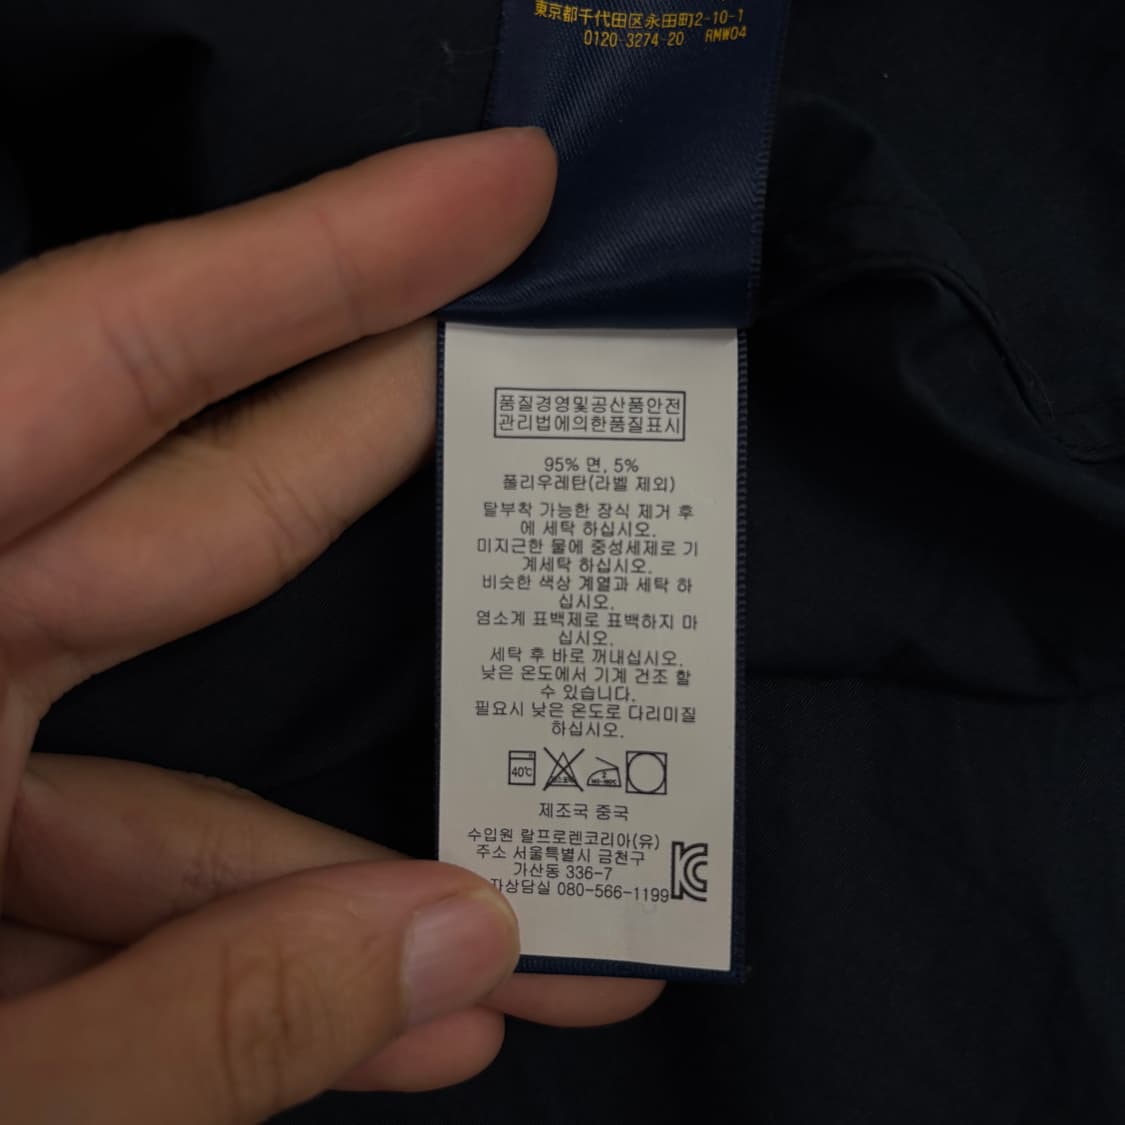 東京都千代田区永田町2-10-1
0120-3274-20 RMW04
품질경영및공산품안전
관리법에의한품질표시
95% 면, 5%
폴리우레탄(라벨 제외)
탈부착 가능한 장식 제거 후
에 세탁 하십시오.
미지근한 물에 중성세제로 기
계세탁 하십시오.
비슷한 색상 계열과 세탁 하
십시오.
염소계 표백제로 표백하지 마
십시오.
세탁 후 바로 꺼내십시오.
낮은 온도에서 기계 건조 할
수 있습니다.
필요시 낮은 온도로 다리미질
하십시오.
40℃
2
제조국 중국
수입원 랄프로렌코리아(유)
주소 서울특별시 금천구
가산동 336-7
자상담실 080-566-1199